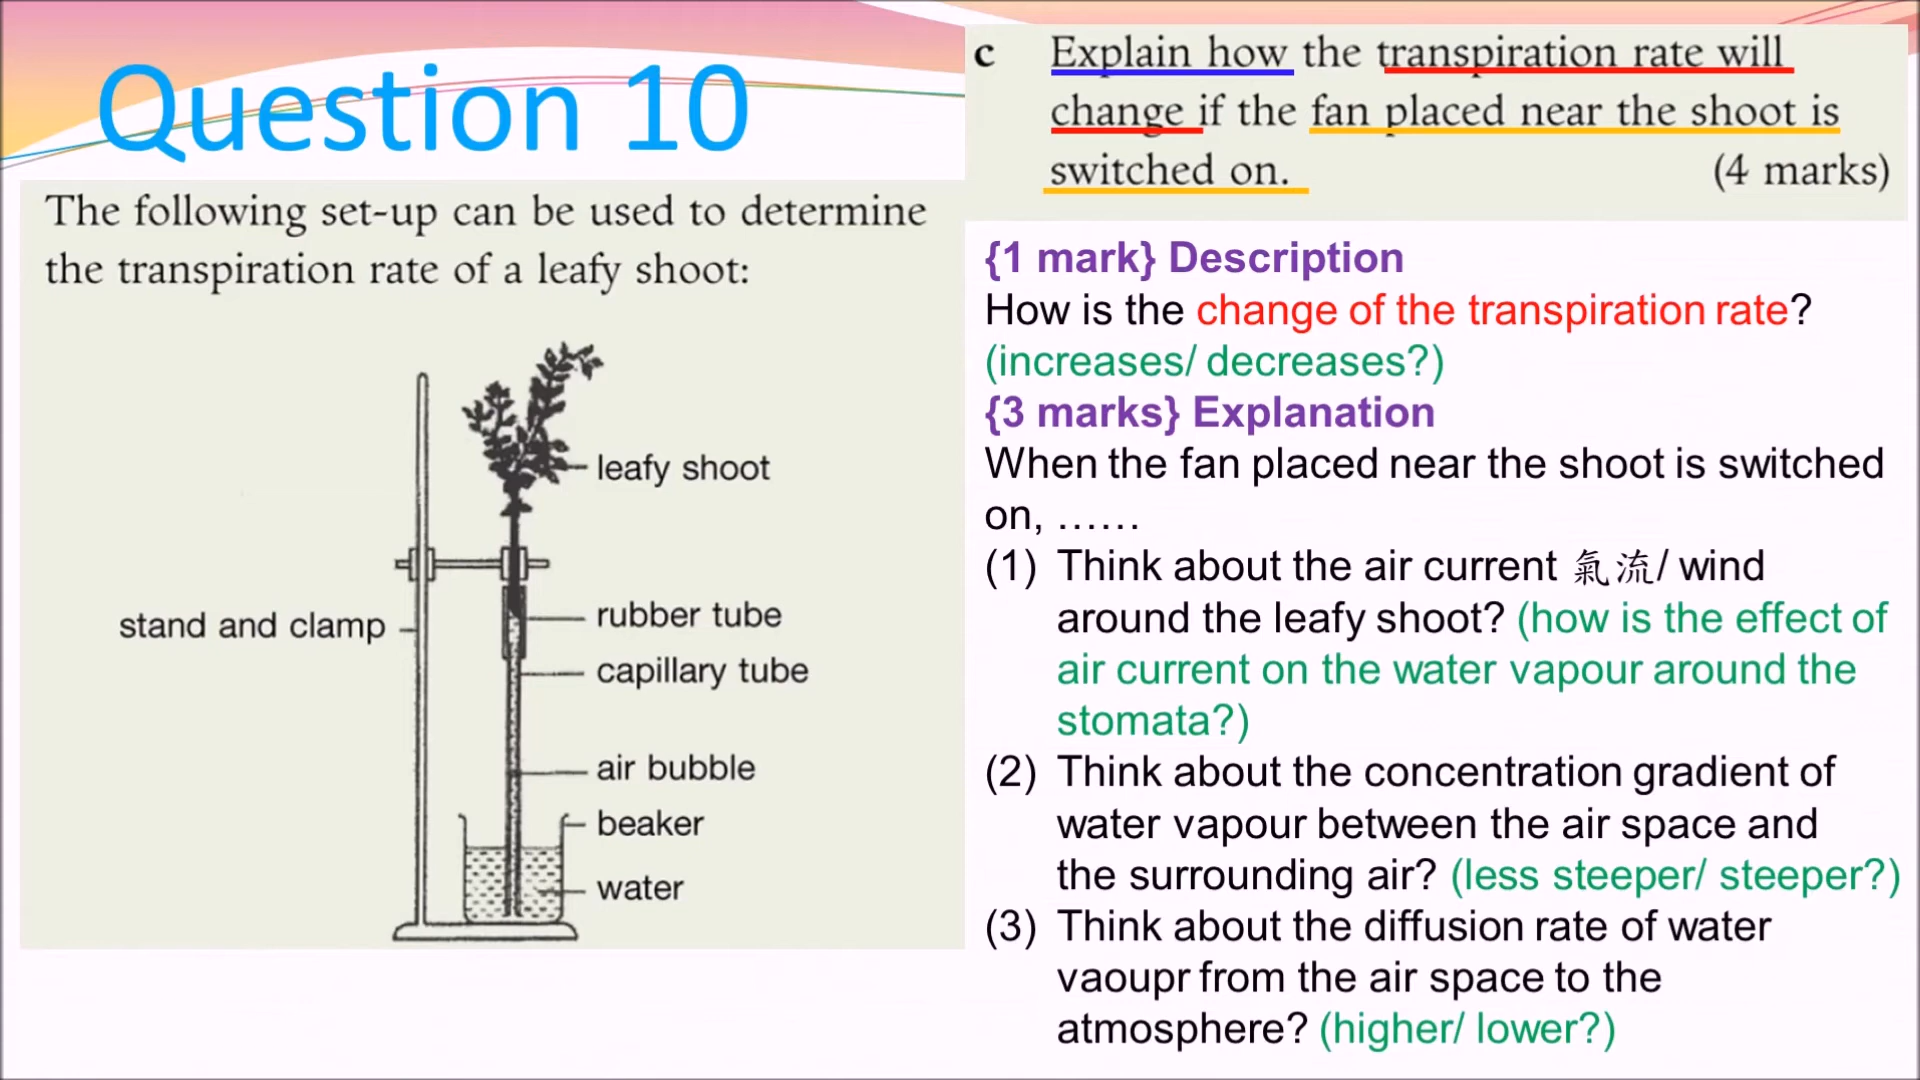 Question 10
The following set-up can be used to determine
the transpiration rate of a leafy shoot:
leafy shoot
stand and clamp
rubber tube
capillary tube
air bubble
beaker
water
c Explain how the transpiration rate will
change if the fan placed near the shoot is
switched on. (4 marks)
{1 mark} Description
How is the change of the transpiration rate?
(increases/ decreases?)
{3 marks} Explanation
When the fan placed near the shoot is switched
on, ……
(1) Think about the air current 氣流/ wind
around the leafy shoot? (how is the effect of
air current on the water vapour around the
stomata?)
(2) Think about the concentration gradient of
water vapour between the air space and
the surrounding air? (less steeper/ steeper?)
(3) Think about the diffusion rate of water
vaoupr from the air space to the
atmosphere? (higher/ lower?)